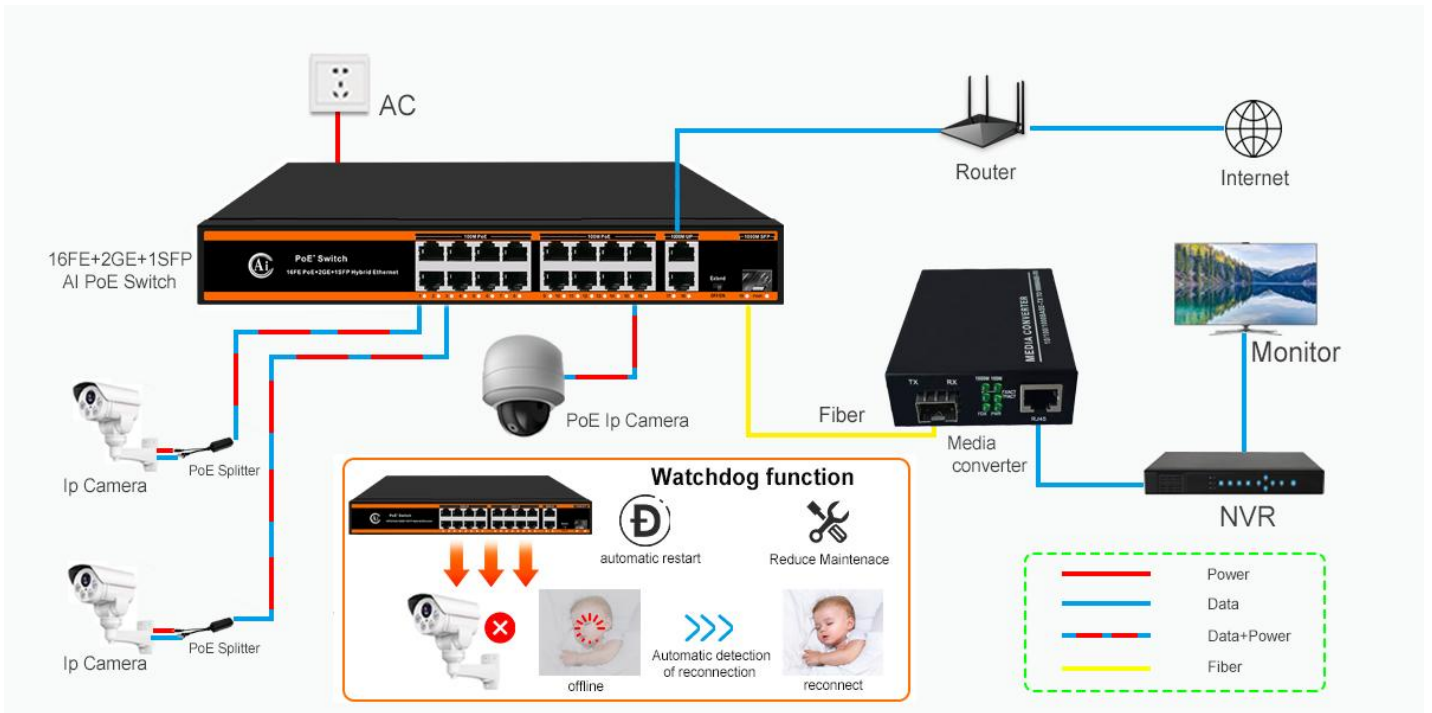 AC
Router
Internet
16FE+2GE+1SFP
AI PoE Switch
Ai
PoE+ Switch
16FE PoE+2GE+1SFP Hybrid Ethernet
100M PoE
100M PoE
1000M UP
1000M SFP
Extend
MEDIA CONVERTER
TX
RX
RJ45
Monitor
PoE Ip Camera
Fiber
Media
converter
NVR
Ip Camera
PoE Splitter
Ip Camera
PoE Splitter
Watchdog function
automatic restart
Reduce Maintenace
Automatic detection
of reconnection
offline
reconnect
Power
Data
Data+Power
Fiber